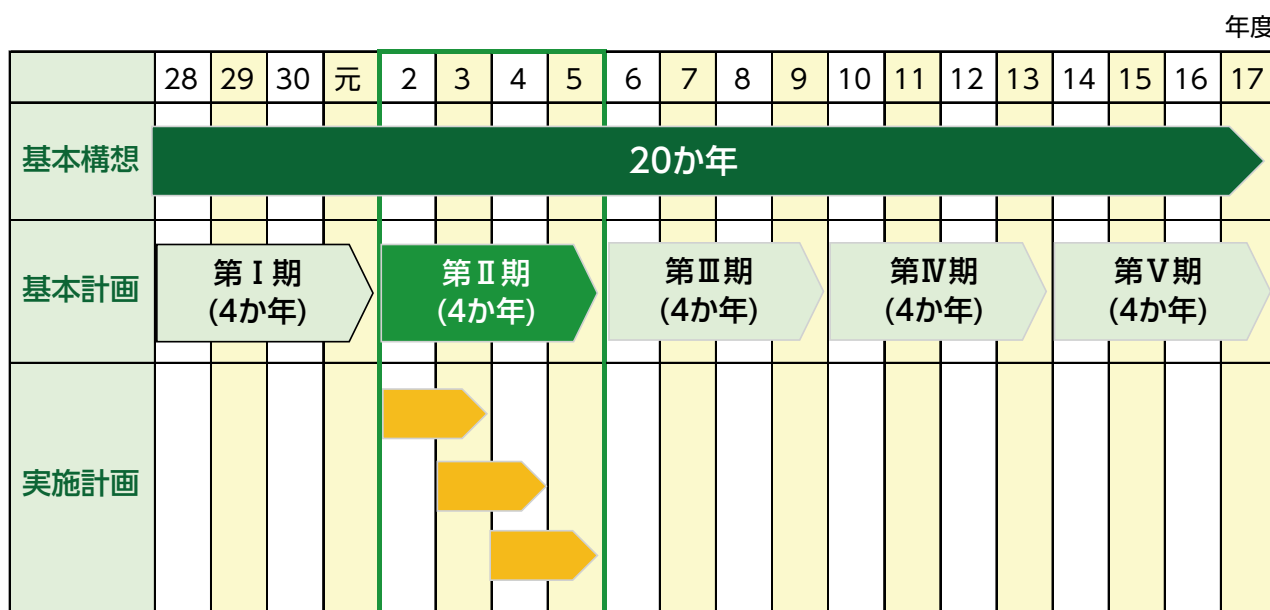 年度
28 29 30 元 2 3 4 5 6 7 8 9 10 11 12 13 14 15 16 17
基本構想
20か年
基本計画
第Ⅰ期
(4か年)
第Ⅱ期
(4か年)
第Ⅲ期
(4か年)
第Ⅳ期
(4か年)
第Ⅴ期
(4か年)
実施計画